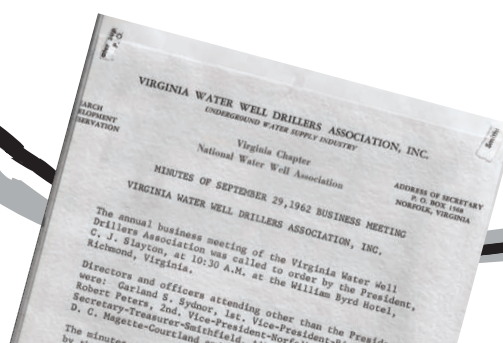 VIRGINIA WATER WELL DRILLERS ASSOCIATION, INC.
UNDERGROUND WATER SUPPLY INDUSTRY
ARCH
ELOPMENT
SERVATION
Virginia Chapter
National Water Well Association
ADDRESS OF SECRETARY
P. O. BOX 1568
NORFOLK, VIRGINIA
MINUTES OF SEPTEMBER 29,1962 BUSINESS MEETING
VIRGINIA WATER WELL DRILLERS ASSOCIATION, INC.
The annual business meeting of the Virginia Water Well
Drillers Association was called to order by the President,
C. J. Slayton, at 10:30 A.M. at the William Byrd Hotel,
Richmond, Virginia.
Directors and officers attending other than the Presid
were: Garland S. Sydnor, 1st. Vice-President-
Robert Peters, 2nd. Vice-President-Norfo
Secretary-Treasurer-Smithfield,
D. C. Magette-Courtland
The minute